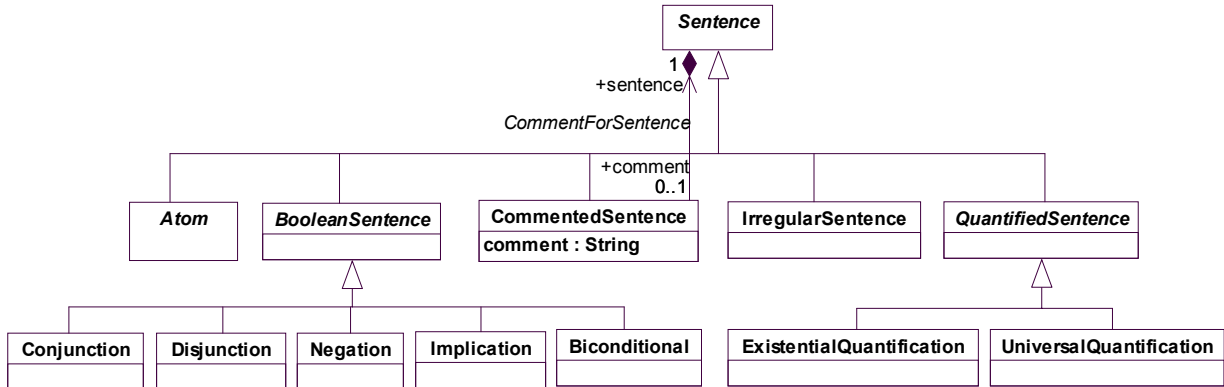 Sentence
1
+sentence
CommentForSentence
+comment
0..1
Atom
BooleanSentence
CommentedSentence
comment : String
IrregularSentence
QuantifiedSentence
Conjunction
Disjunction
Negation
Implication
Biconditional
ExistentialQuantification
UniversalQuantification